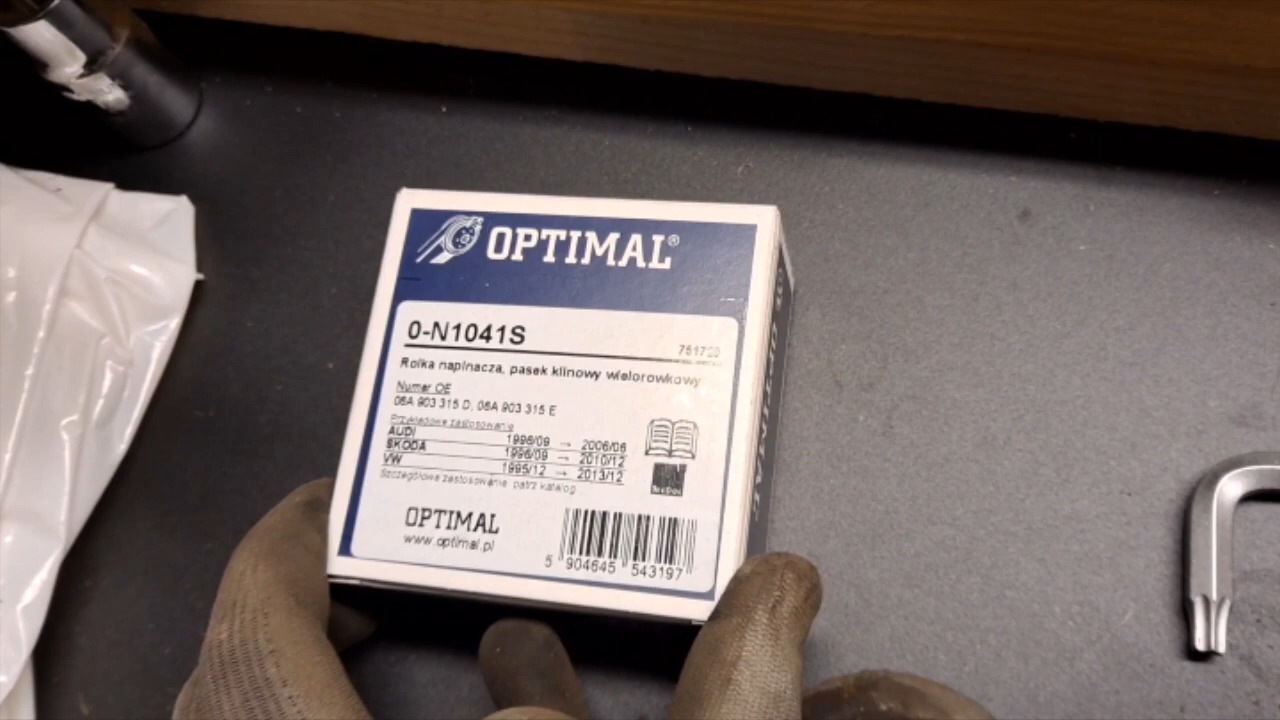 OPTIMAL®
0-N1041S
Rolka napinacza, pasek klinowy wielorowkowy
Numer OE
06A 903 315 D, 06A 903 315 E
Przykładowe zastosowanie
AUDI 1996/09 → 2006/06
SKODA 1996/09 → 2010/12
VW 1995/12 → 2013/12
Szczegółowe zastosowanie patrz katalog
OPTIMAL
www.optimal.pl
5 904645 543197
OPTIMAL